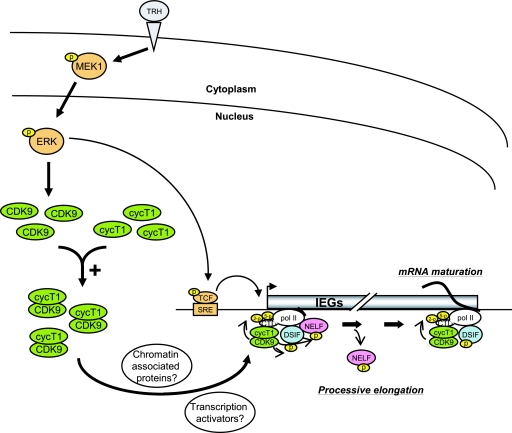 TRH
p
MEK1
Cytoplasm
Nucleus
p
ERK
CDK9
CDK9
CDK9
cycT1
cycT1
cycT1
+
cycT1
CDK9
cycT1
CDK9
cycT1
CDK9
p
TCF
SRE
IEGs
mRNA maturation
pol II
NELF
DSIF
cycT1
CDK9
p
p
p
NELF
p
pol II
cycT1
CDK9
DSIF
p
Processive elongation
Chromatin
associated
proteins?
Transcription
activators?